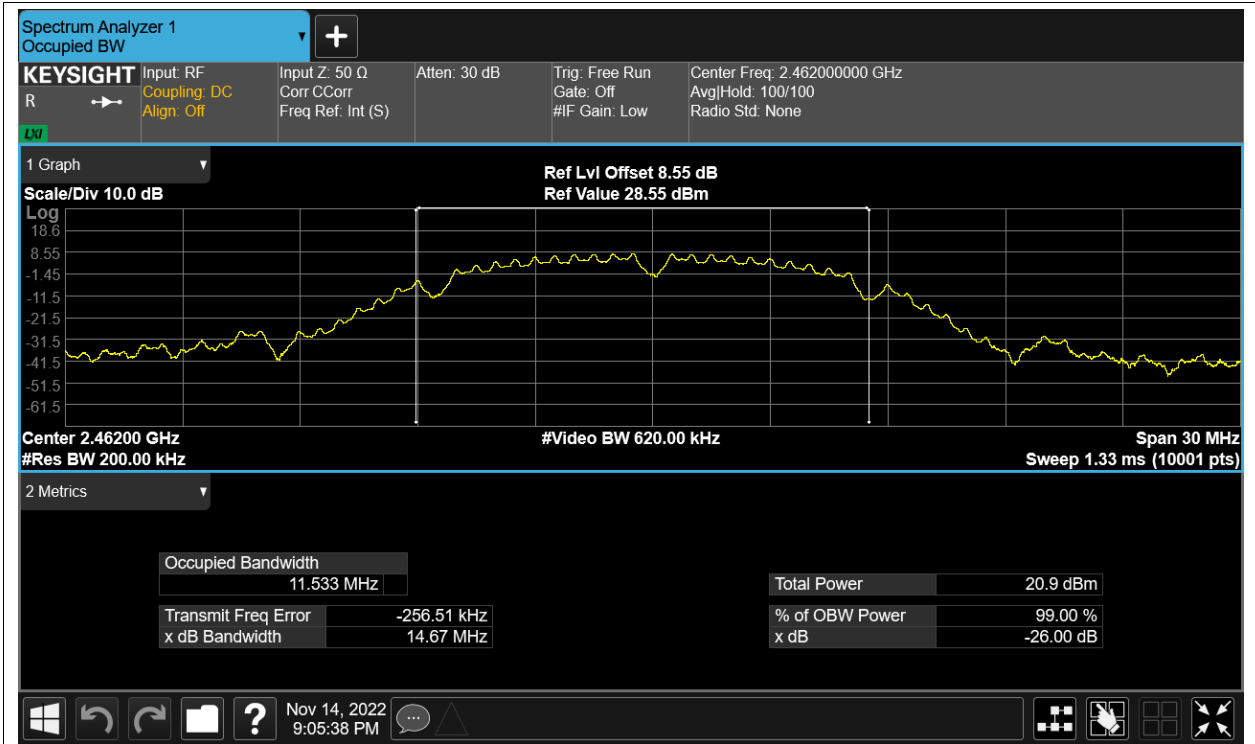 Spectrum Analyzer 1
Occupied BW
KEYSIGHT
R
LXI
Input: RF
Coupling: DC
Align: Off
Input Z: 50 Ω
Corr CCorr
Freq Ref: Int (S)
Atten: 30 dB
Trig: Free Run
Gate: Off
#IF Gain: Low
Center Freq: 2.462000000 GHz
Avg|Hold: 100/100
Radio Std: None
1 Graph
Scale/Div 10.0 dB
Ref Lvl Offset 8.55 dB
Ref Value 28.55 dBm
Log
18.6
8.55
-1.45
-11.5
-21.5
-31.5
-41.5
-51.5
-61.5
Center 2.46200 GHz
#Res BW 200.00 kHz
#Video BW 620.00 kHz
Span 30 MHz
Sweep 1.33 ms (10001 pts)
2 Metrics
Occupied Bandwidth
11.533 MHz
Transmit Freq Error -256.51 kHz
x dB Bandwidth 14.67 MHz
Total Power 20.9 dBm
% of OBW Power 99.00 %
x dB -26.00 dB
?
Nov 14, 2022
9:05:38 PM